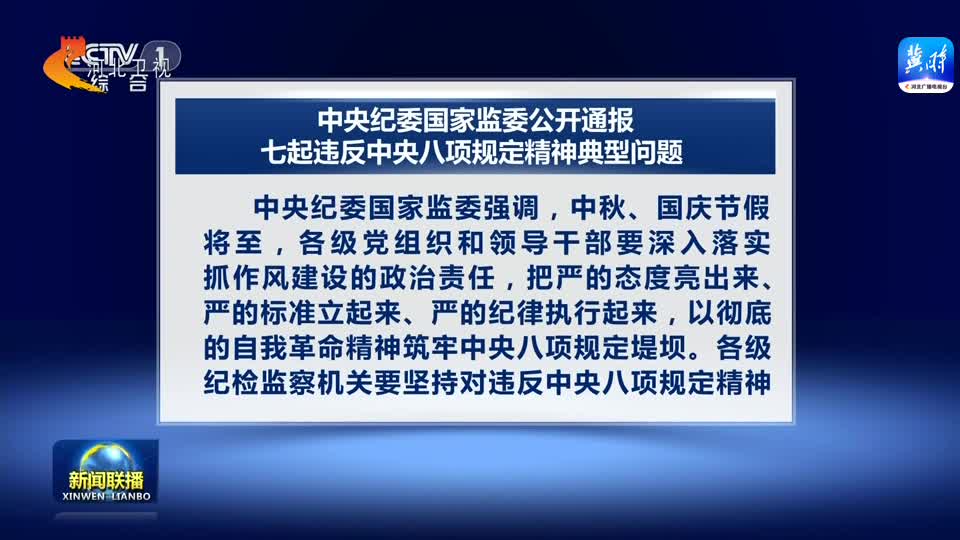 CCTV 1
河北卫视
综合
冀时
河北广播电视台
中央纪委国家监委公开通报
七起违反中央八项规定精神典型问题
中央纪委国家监委强调，中秋、国庆节假
将至，各级党组织和领导干部要深入落实
抓作风建设的政治责任，把严的态度亮出来、
严的标准立起来、严的纪律执行起来，以彻底
的自我革命精神筑牢中央八项规定堤坝。各级
纪检监察机关要坚持对违反中央八项规定精神
新闻联播
XINWEN LIANBO